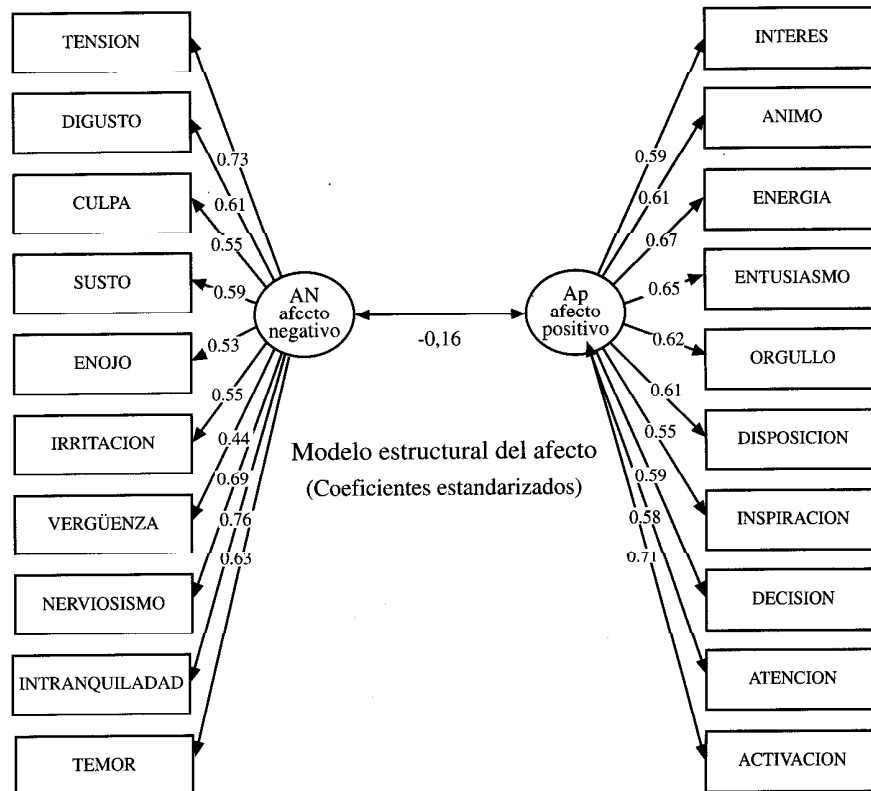 TENSION
DIGUSTO
CULPA
SUSTO
ENOJO
IRRITACION
VERGÜENZA
NERVIOSISMO
INTRANQUILADAD
TEMOR
0.73
0.61
0.55
0.59
0.53
0.55
0.44
0.69
0.76
0.63
AN
afecto
negativo
-0,16
Modelo estructural del afecto
(Coeficientes estandarizados)
Ap
afecto
positivo
0.59
0.61
0.67
0.65
0.62
0.61
0.55
0.59
0.58
0.71
INTERES
ANIMO
ENERGIA
ENTUSIASMO
ORGULLO
DISPOSICION
INSPIRACION
DECISION
ATENCION
ACTIVACION